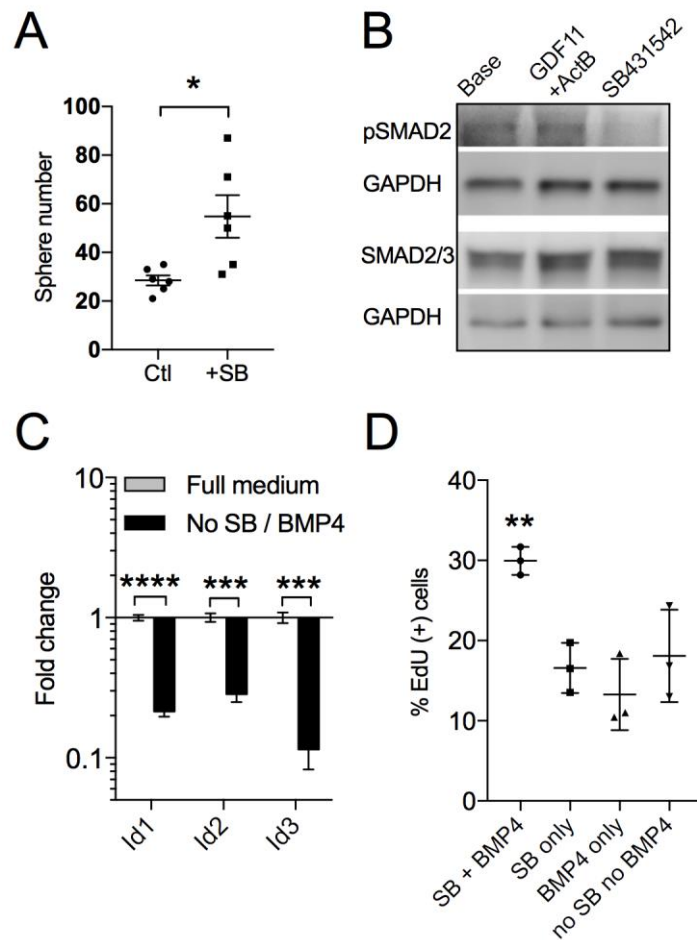 A
*
100
80
60
40
20
0
Sphere number
Ctl
+SB
B
Base
GDF11
+ActB
SB431542
pSMAD2
GAPDH
SMAD2/3
GAPDH
C
10
1
0.1
Fold change
Full medium
No SB / BMP4
****
***
***
Id1
Id2
Id3
D
40
30
20
10
0
% EdU (+) cells
**
SB + BMP4
SB only
BMP4 only
no SB no BMP4